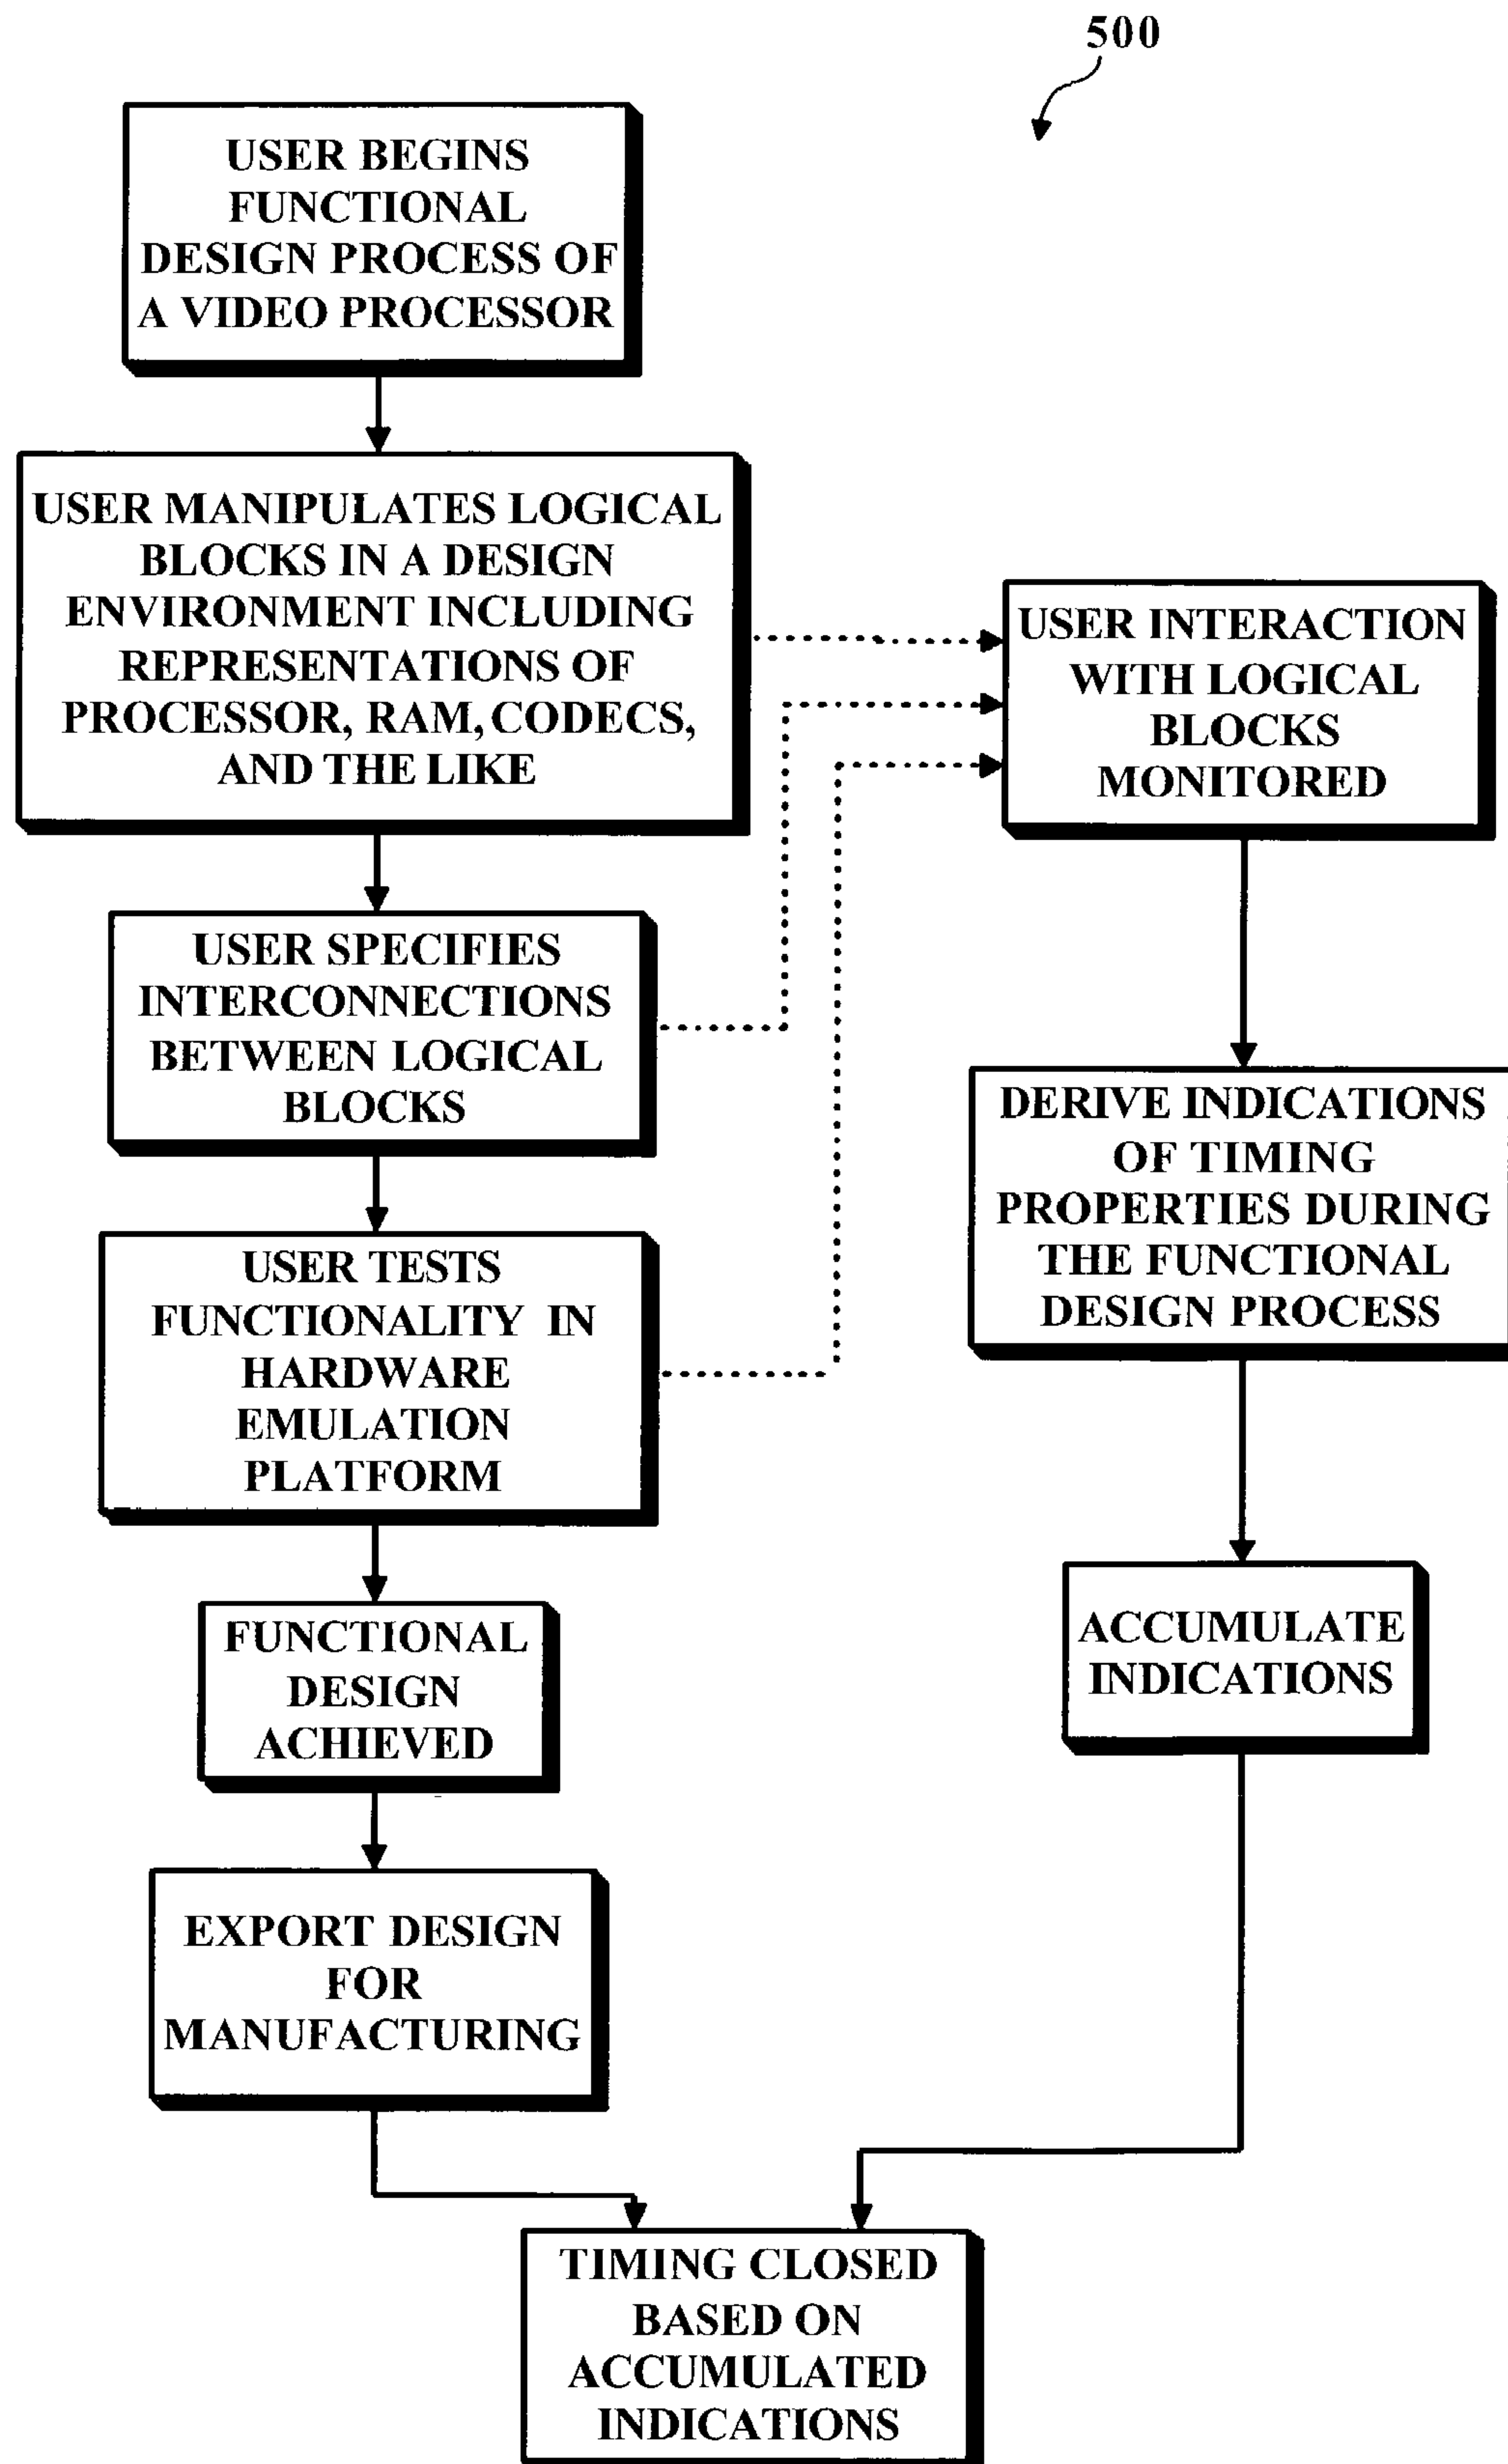 500
USER BEGINS
FUNCTIONAL
DESIGN PROCESS OF
A VIDEO PROCESSOR
USER MANIPULATES LOGICAL
BLOCKS IN A DESIGN
ENVIRONMENT INCLUDING
REPRESENTATIONS OF
PROCESSOR, RAM, CODECS,
AND THE LIKE
USER SPECIFIES
INTERCONNECTIONS
BETWEEN LOGICAL
BLOCKS
USER TESTS
FUNCTIONALITY IN
HARDWARE
EMULATION
PLATFORM
FUNCTIONAL
DESIGN
ACHIEVED
EXPORT DESIGN
FOR
MANUFACTURING
USER INTERACTION
WITH LOGICAL
BLOCKS
MONITORED
DERIVE INDICATIONS
OF TIMING
PROPERTIES DURING
THE FUNCTIONAL
DESIGN PROCESS
ACCUMULATE
INDICATIONS
TIMING CLOSED
BASED ON
ACCUMULATED
INDICATIONS